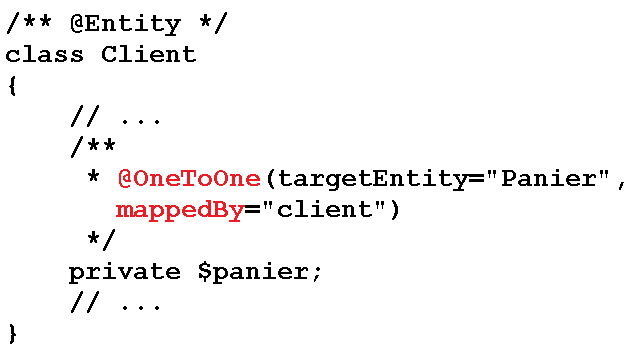 /** @Entity */
class Client
{
    // ...
    /**
     * @OneToOne(targetEntity="Panier",
       mappedBy="client")
     */
    private $panier;
    // ...
}